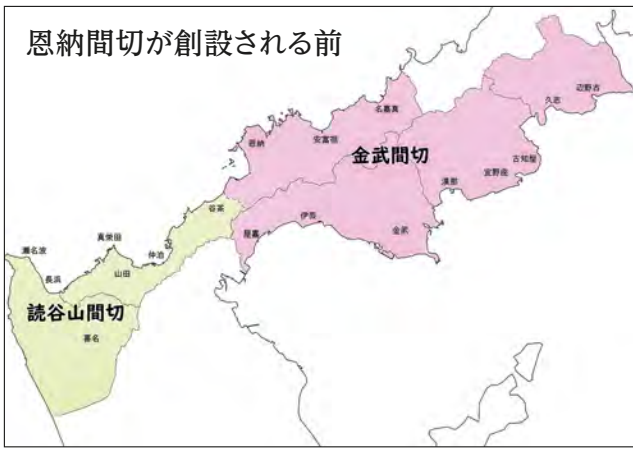 恩納間切が創設される前
辺野古
久志
名嘉真
安富祖
恩納
金武間切
古知屋
宜野座
漢那
谷茶
伊芸
屋嘉
金武
真栄田
仲泊
瀬名波
山田
長浜
読谷山間切
喜名